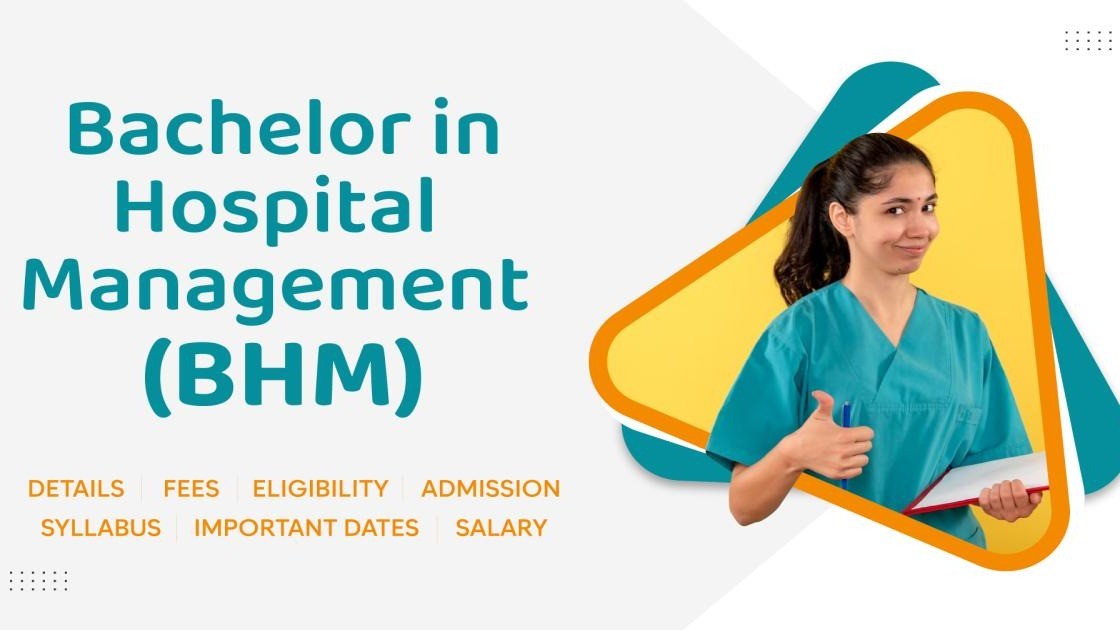 Bachelor in
Hospital
Management
(BHM)
DETAILS FEES ELIGIBILITY ADMISSION
SYLLABUS IMPORTANT DATES SALARY